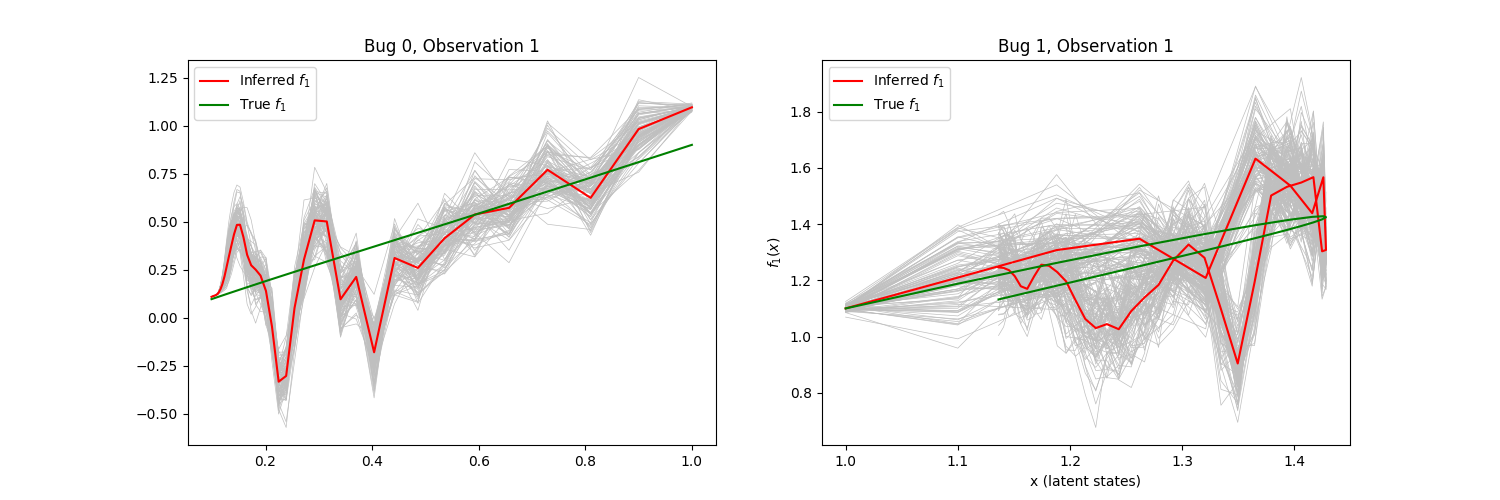 Bug 0, Observation 1
Inferred f₁
True f₁
1.25
1.00
0.75
0.50
0.25
0.00
−0.25
−0.50
0.2 0.4 0.6 0.8 1.0
Bug 1, Observation 1
Inferred f₁
True f₁
f₁(x)
1.8
1.6
1.4
1.2
1.0
0.8
1.0 1.1 1.2 1.3 1.4
x (latent states)